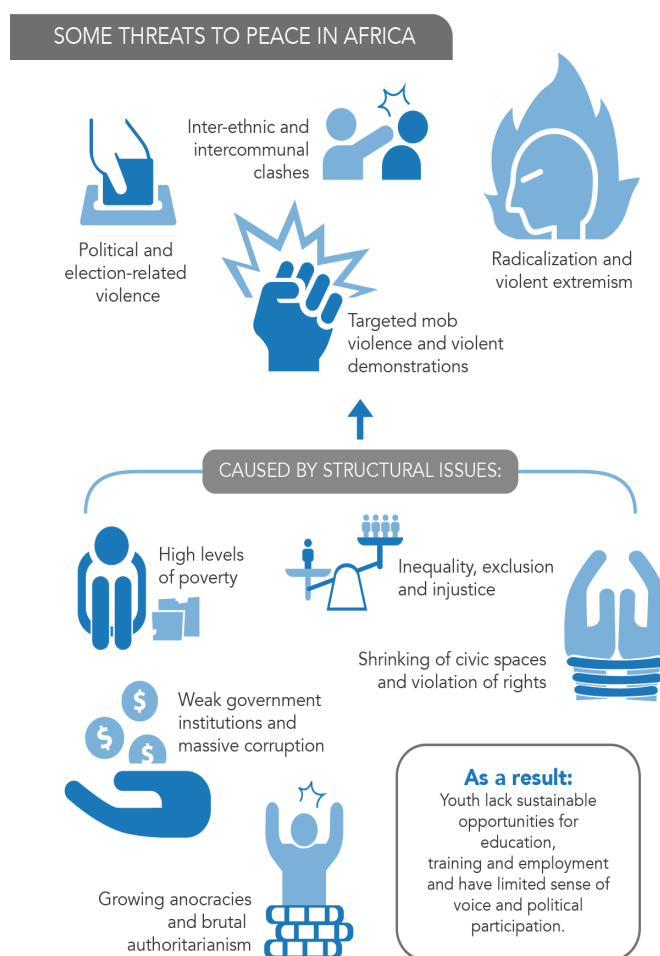 SOME THREATS TO PEACE IN AFRICA
Inter-ethnic and
intercommunal
clashes
Political and
election-related
violence
Radicalization and
violent extremism
Targeted mob
violence and violent
demonstrations
CAUSED BY STRUCTURAL ISSUES:
High levels
of poverty
Inequality, exclusion
and injustice
Shrinking of civic spaces
and violation of rights
$
$
$
Weak government
institutions and
massive corruption
Growing anocracies
and brutal
authoritarianism
As a result:
Youth lack sustainable
opportunities for
education,
training and employment
and have limited sense of
voice and political
participation.